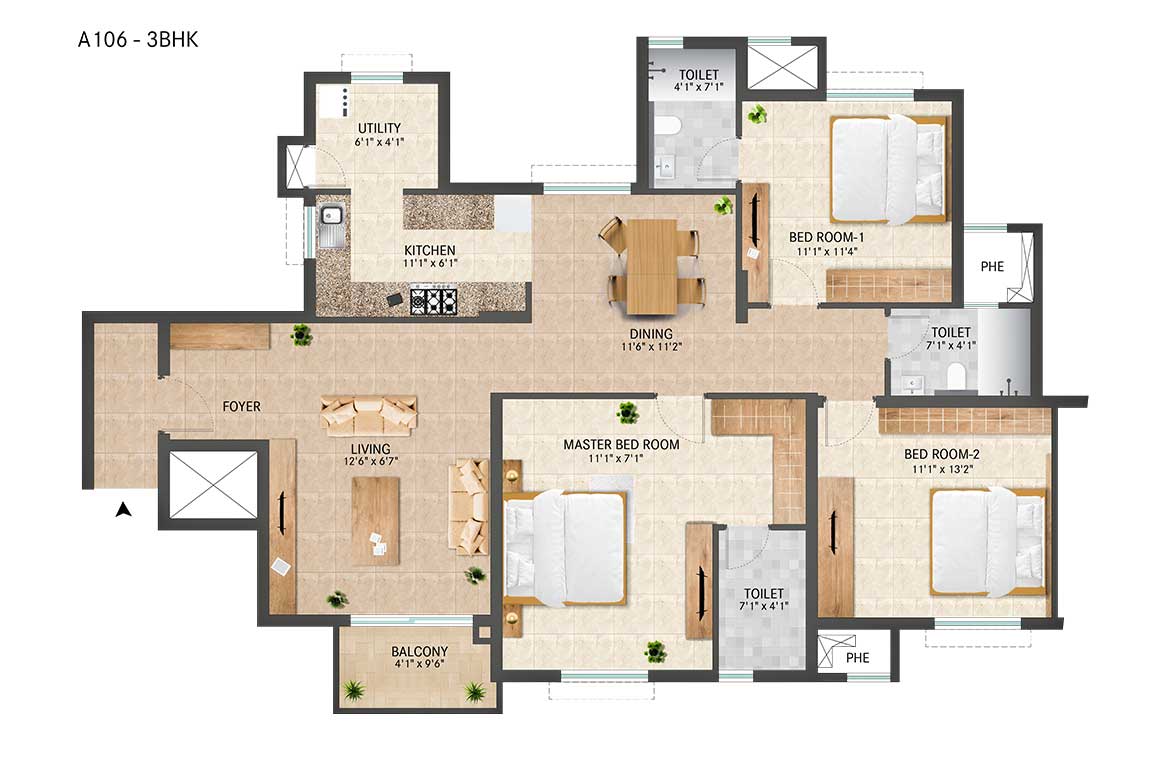 A106 - 3BHK
TOILET
4'1" x 7'1"
UTILITY
6'1" x 4'1"
BED ROOM-1
11'1" x 11'4"
KITCHEN
11'1" x 6'1"
PHE
DINING
11'6" x 11'2"
TOILET
7'1" x 4'1"
FOYER
LIVING
12'6" x 6'7"
MASTER BED ROOM
11'1" x 7'1"
BED ROOM-2
11'1" x 13'2"
TOILET
7'1" x 4'1"
BALCONY
4'1" x 9'6"
PHE